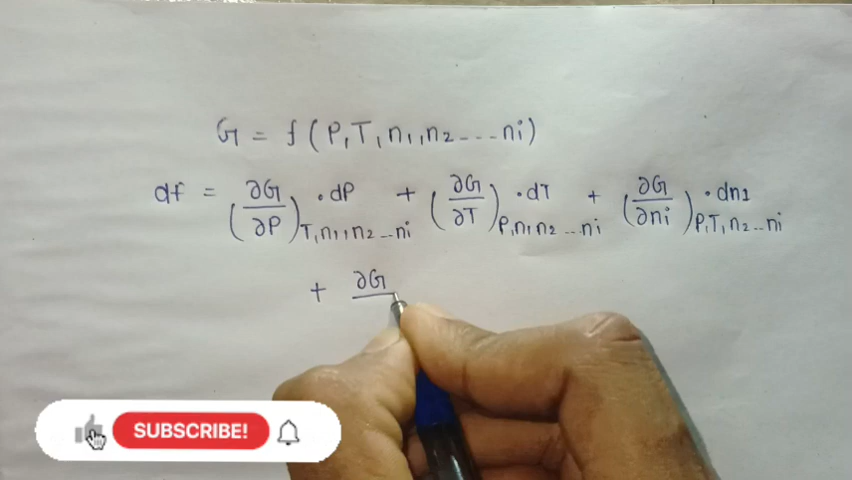 G = f ( P, T, n1, n2 --- ni )
df = (∂G/∂P)T, n1, n2 -- ni · dP + (∂G/∂T)P, n1 n2 -- ni · dT + (∂G/∂ni)P, T, n2 -- ni · dn1
+ ∂G
SUBSCRIBE!